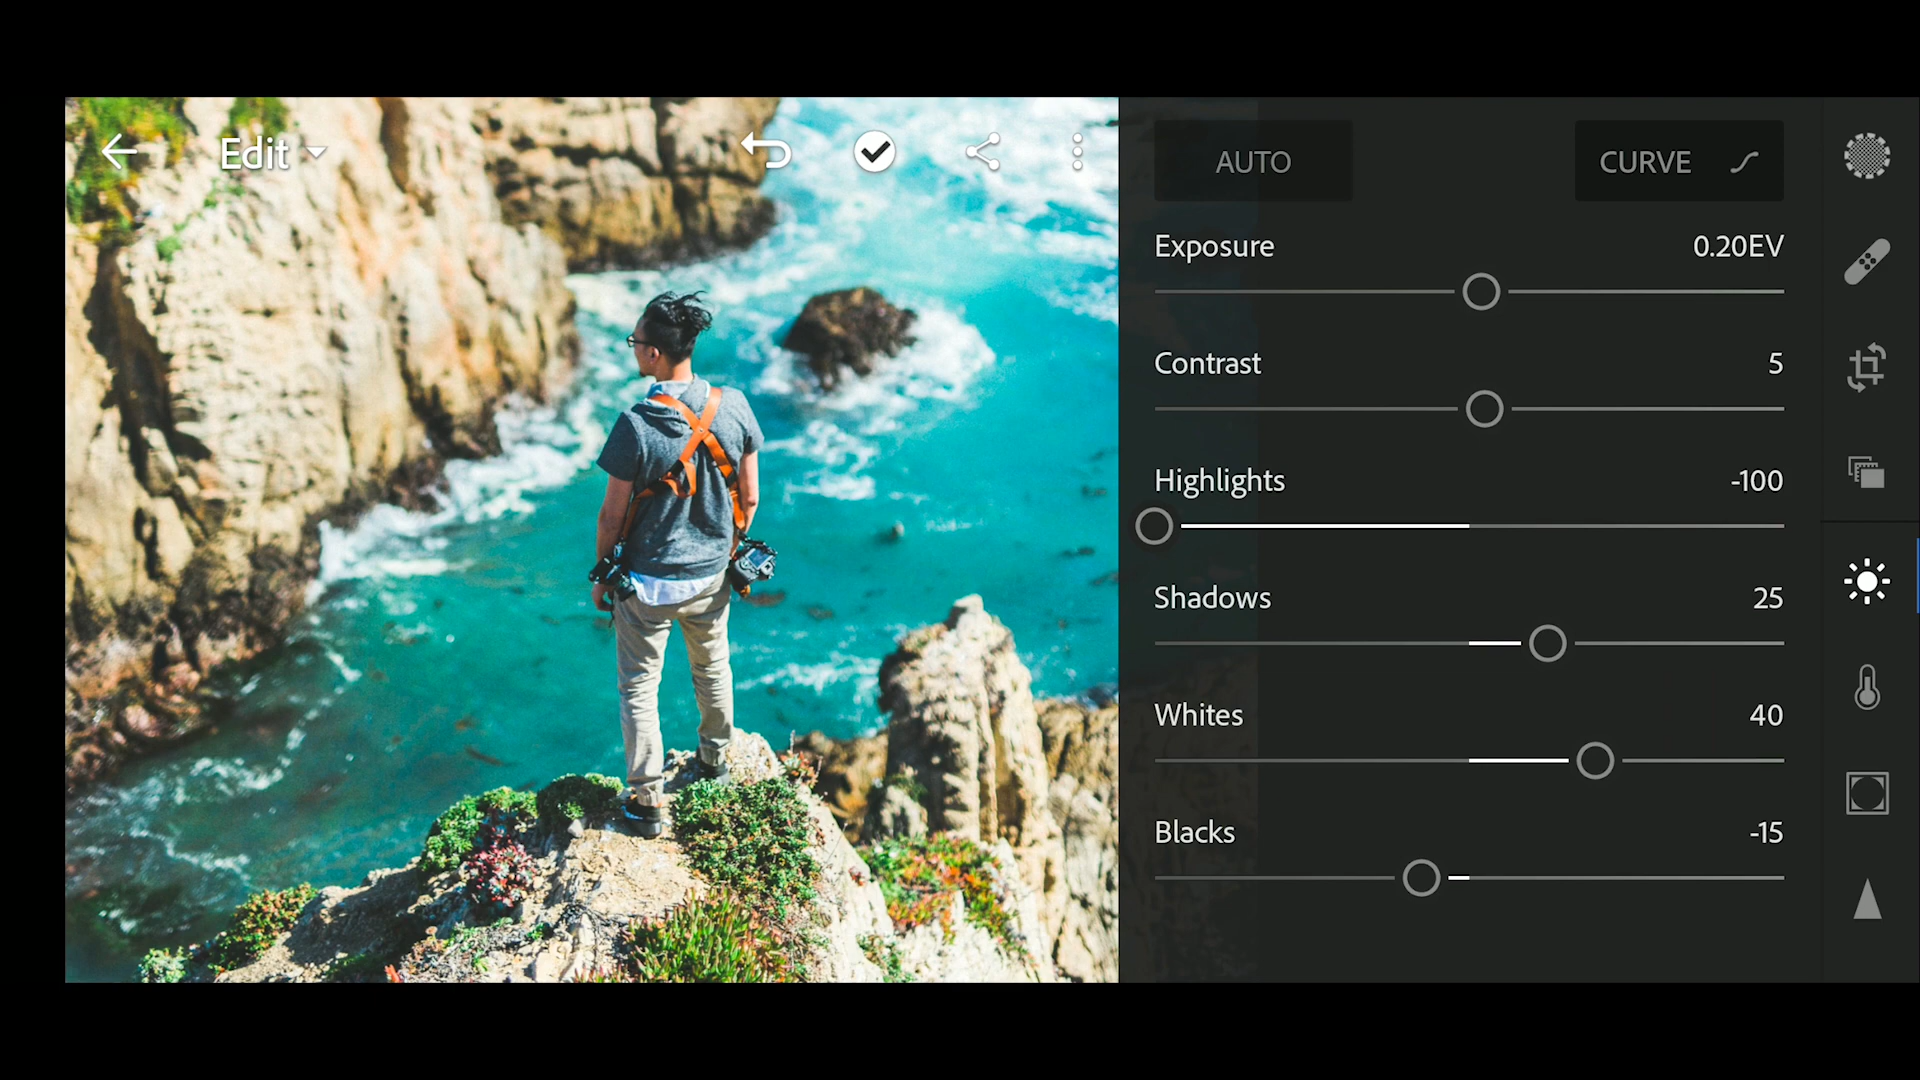 Edit
AUTO
CURVE
Exposure 0.20EV
Contrast 5
Highlights -100
Shadows 25
Whites 40
Blacks -15